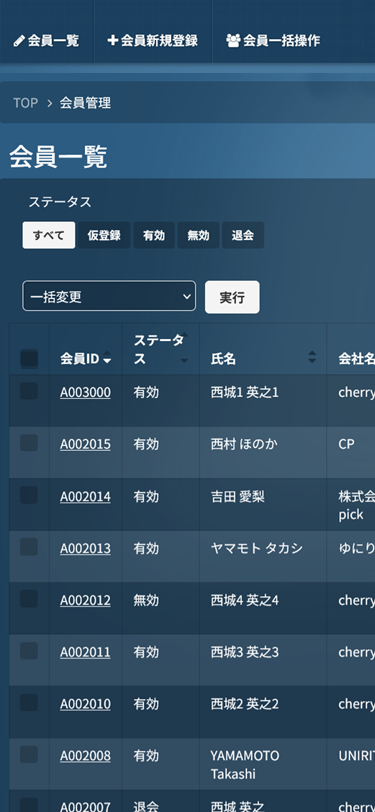 会員一覧 会員新規登録 会員一括操作
TOP > 会員管理
会員一覧
ステータス
すべて 仮登録 有効 無効 退会
一括変更 実行
会員ID ステータス 氏名 会社名
A003000 有効 西城1 英之1 cherry
A002015 有効 西村 ほのか CP
A002014 有効 吉田 愛梨 株式会
pick
A002013 有効 ヤマモト タカシ ゆにり
A002012 無効 西城4 英之4 cherry
A002011 有効 西城3 英之3 cherry
A002010 有効 西城2 英之2 cherry
A002008 有効 YAMAMOTO UNIRIT
Takashi
A002007 退会 西城 英之 cherry